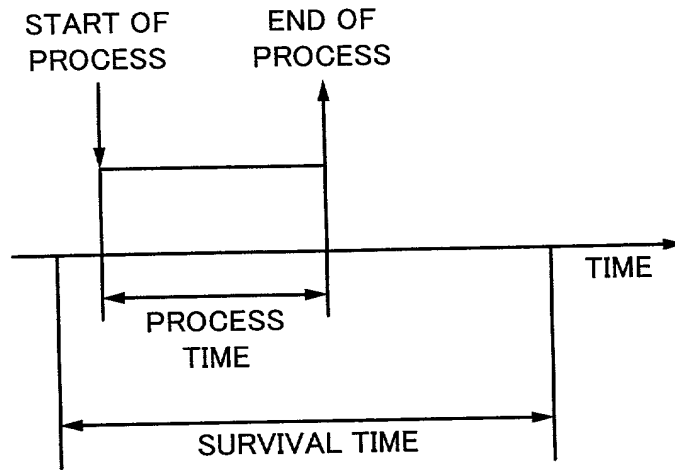 START OF
PROCESS
END OF
PROCESS
TIME
PROCESS
TIME
SURVIVAL TIME